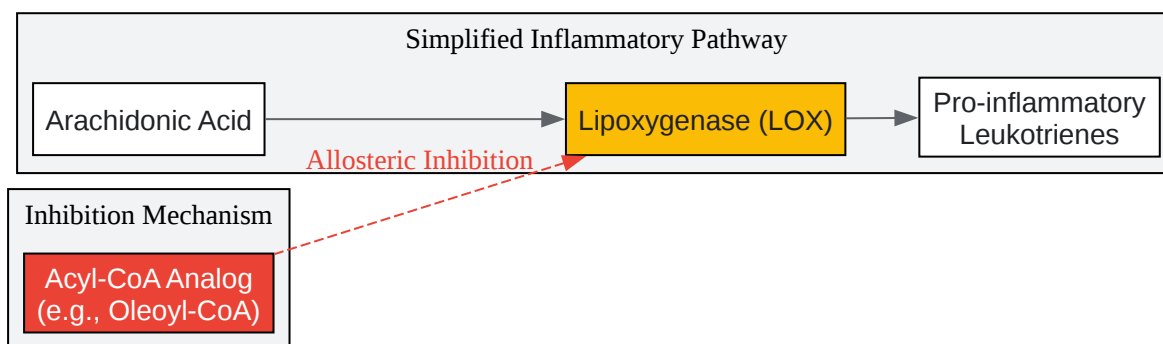 Simplified Inflammatory Pathway
Arachidonic Acid
Lipoxygenase (LOX)
Pro-inflammatory
Leukotrienes
Allosteric Inhibition
Inhibition Mechanism
Acyl-CoA Analog
(e.g., Oleoyl-CoA)